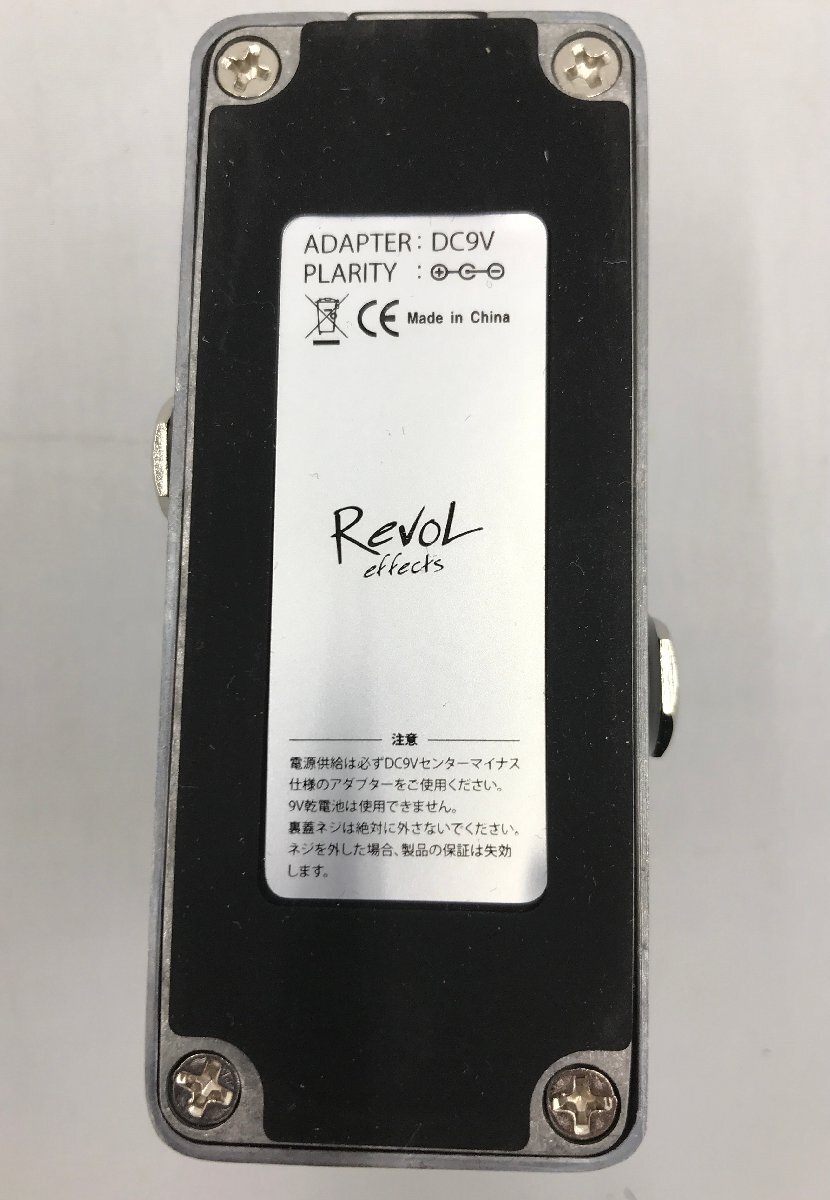 ADAPTER : DC9V
PLARITY :
CE Made in China
Revol
effects
注意
電源供給は必ずDC9Vセンターマイナス
仕様のアダプターをご使用ください。
9V乾電池は使用できません。
裏蓋ネジは絶対に外さないでください。
ネジを外した場合、製品の保証は失効
します。